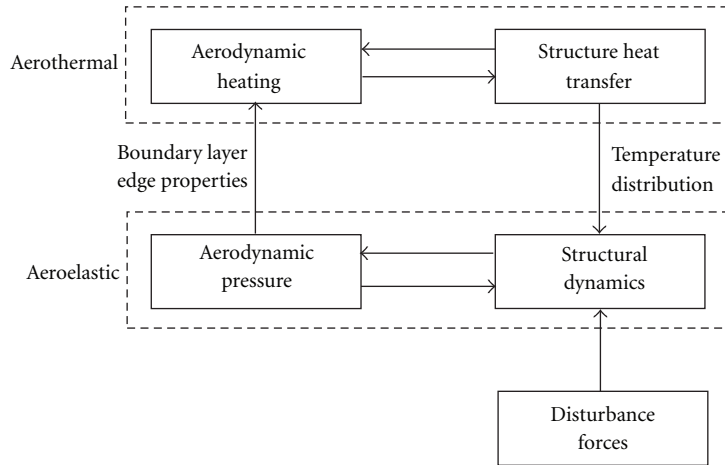 Aerothermal
Aerodynamic
heating
Structure heat
transfer
Boundary layer
edge properties
Temperature
distribution
Aeroelastic
Aerodynamic
pressure
Structural
dynamics
Disturbance
forces